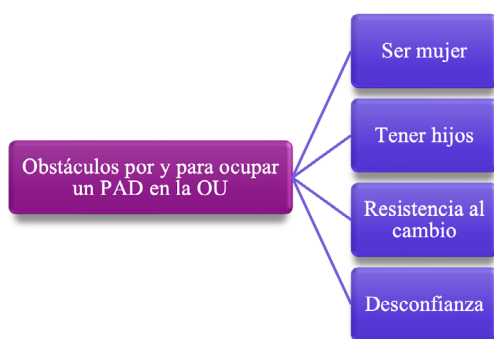 Ser mujer
Tener hijos
Obstáculos por y para ocupar
un PAD en la OU
Resistencia al
cambio
Desconfianza